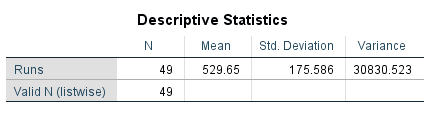 Descriptive Statistics
N Mean Std. Deviation Variance
Runs 49 529.65 175.586 30830.523
Valid N (listwise) 49